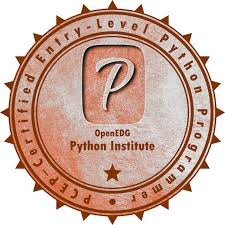 PCEP-Certified Entry-Level Python Programmer
P
OpenEDG
Python Institute